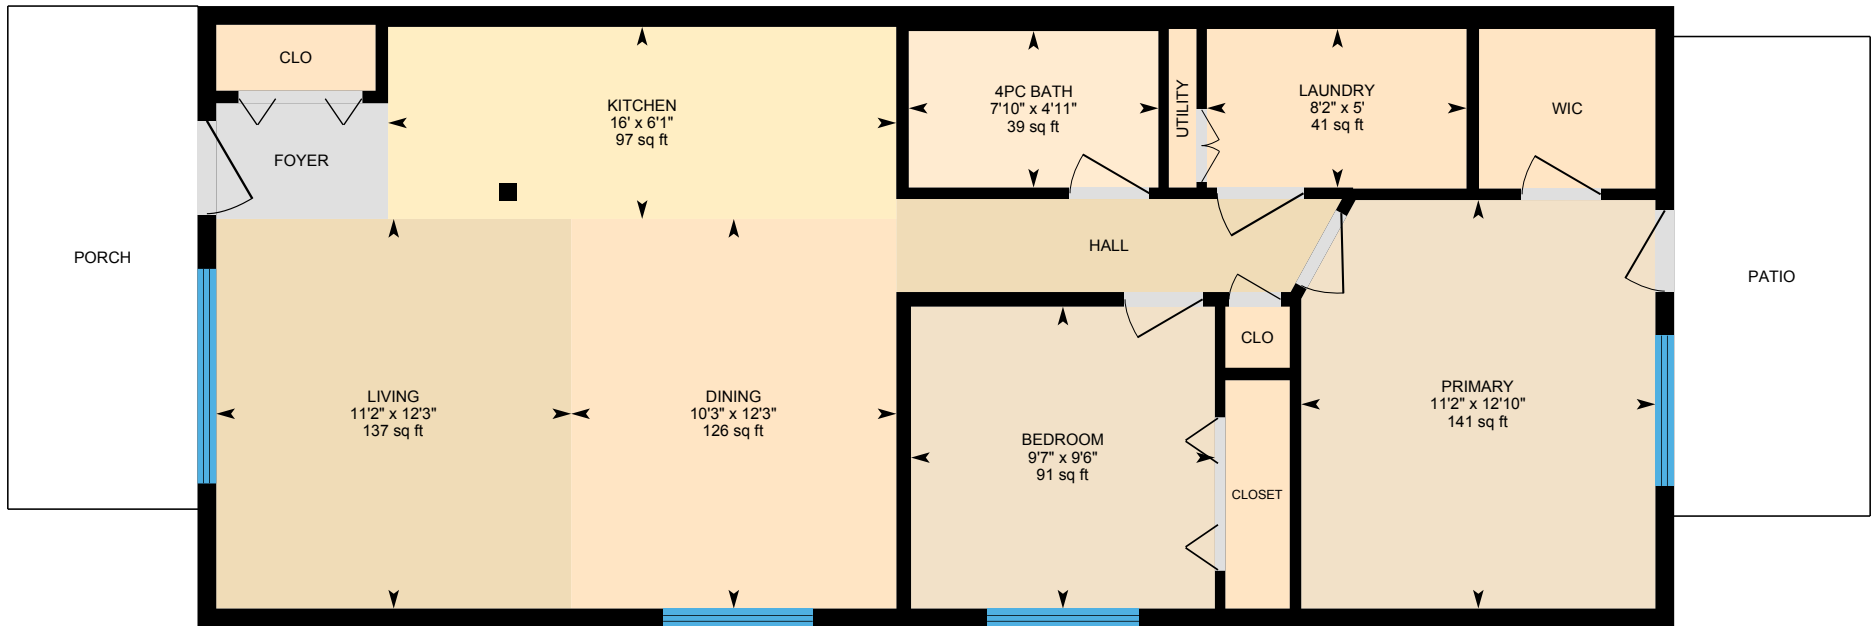 CLO
FOYER
PORCH
KITCHEN
16' x 6'1"
97 sq ft
4PC BATH
7'10" x 4'11"
39 sq ft
UTILITY
LAUNDRY
8'2" x 5'
41 sq ft
WIC
HALL
PATIO
LIVING
11'2" x 12'3"
137 sq ft
DINING
10'3" x 12'3"
126 sq ft
BEDROOM
9'7" x 9'6"
91 sq ft
CLO
CLOSET
PRIMARY
11'2" x 12'10"
141 sq ft